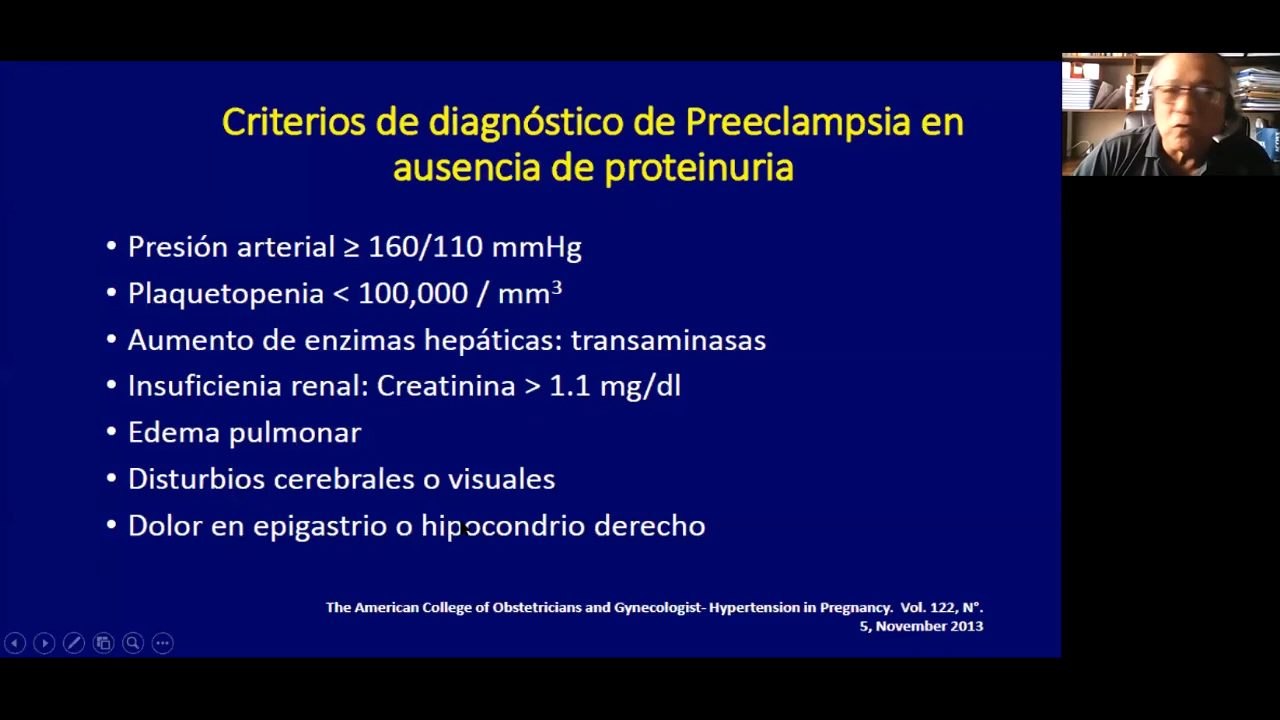 Criterios de diagnóstico de Preeclampsia en
ausencia de proteinuria
• Presión arterial ≥ 160/110 mmHg
• Plaquetopenia < 100,000 / mm³
• Aumento de enzimas hepáticas: transaminasas
• Insuficienia renal: Creatinina > 1.1 mg/dl
• Edema pulmonar
• Disturbios cerebrales o visuales
• Dolor en epigastrio o hipocondrio derecho
The American College of Obstetricians and Gynecologist- Hypertension in Pregnancy. Vol. 122, N°.
5, November 2013